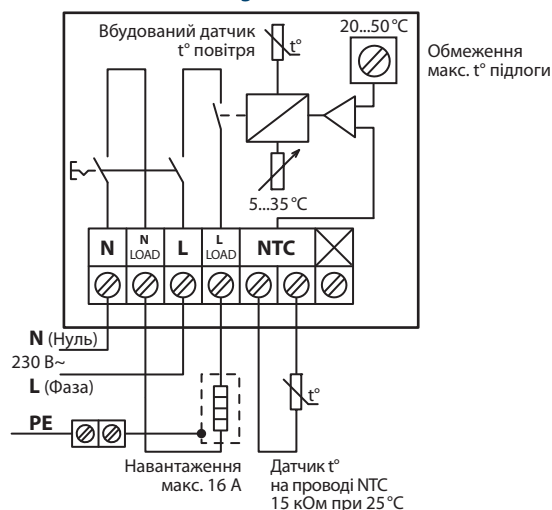 Вбудований датчик
t° повітря
t°
20...50 °C
Обмеження
макс. t° підлоги
5...35 °C
N
N
LOAD
L
L
LOAD
NTC
N (Нуль)
230 В~
L (Фаза)
PE
t°
Навантаження
макс. 16 А
Датчик t°
на проводі NTC
15 кОм при 25 °C